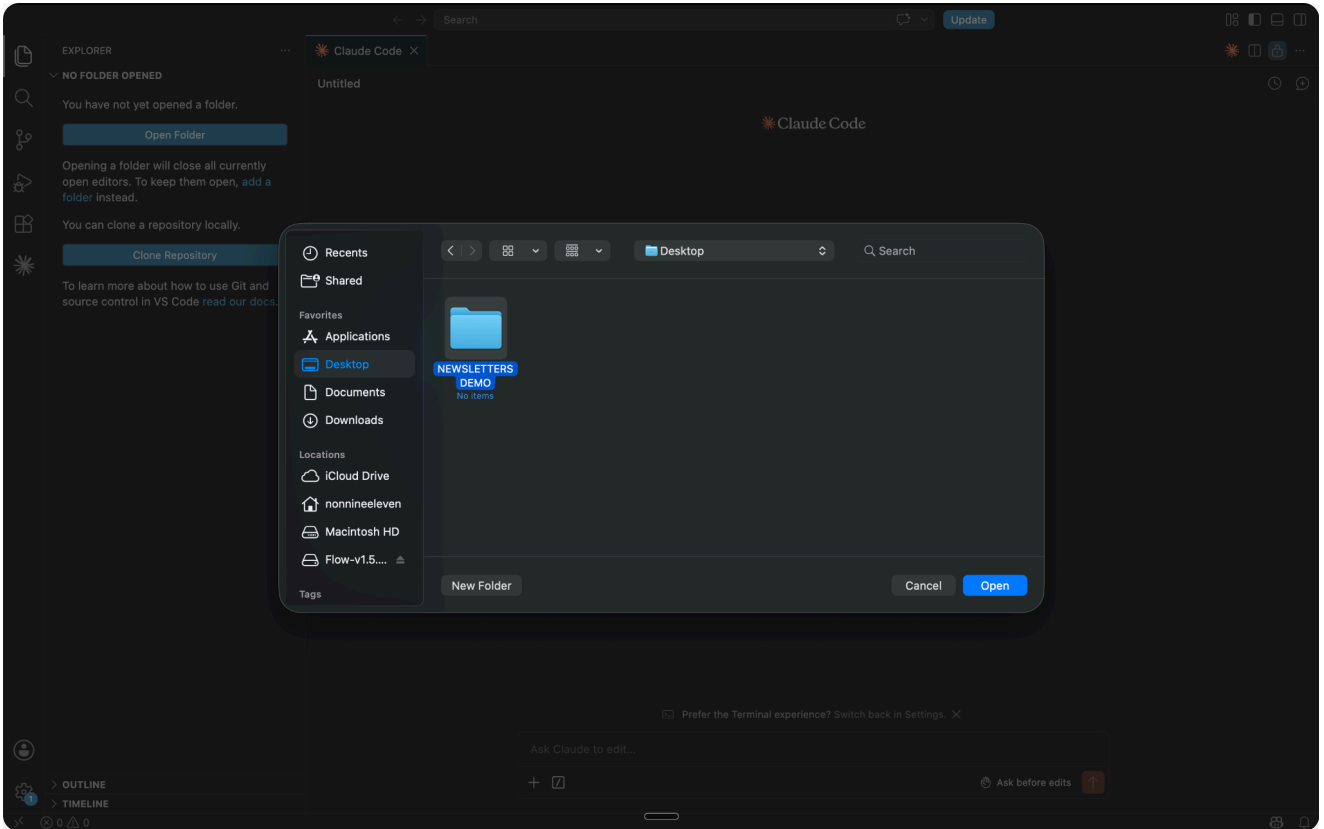 Search
Update
EXPLORER
Claude Code
NO FOLDER OPENED
Untitled
You have not yet opened a folder.
Open Folder
Opening a folder will close all currently
open editors. To keep them open, add a
folder instead.
You can clone a repository locally.
Clone Repository
To learn more about how to use Git and
source control in VS Code read our docs.
Claude Code
Recents
Shared
Favorites
Applications
Desktop
Documents
Downloads
Locations
iCloud Drive
nonnineeleven
Macintosh HD
Flow-v1.5....
Tags
Desktop
Search
NEWSLETTERS
DEMO
No items
New Folder
Cancel
Open
Prefer the Terminal experience? Switch back in Settings.
Ask Claude to edit...
Ask before edits
OUTLINE
1
TIMELINE
0 0